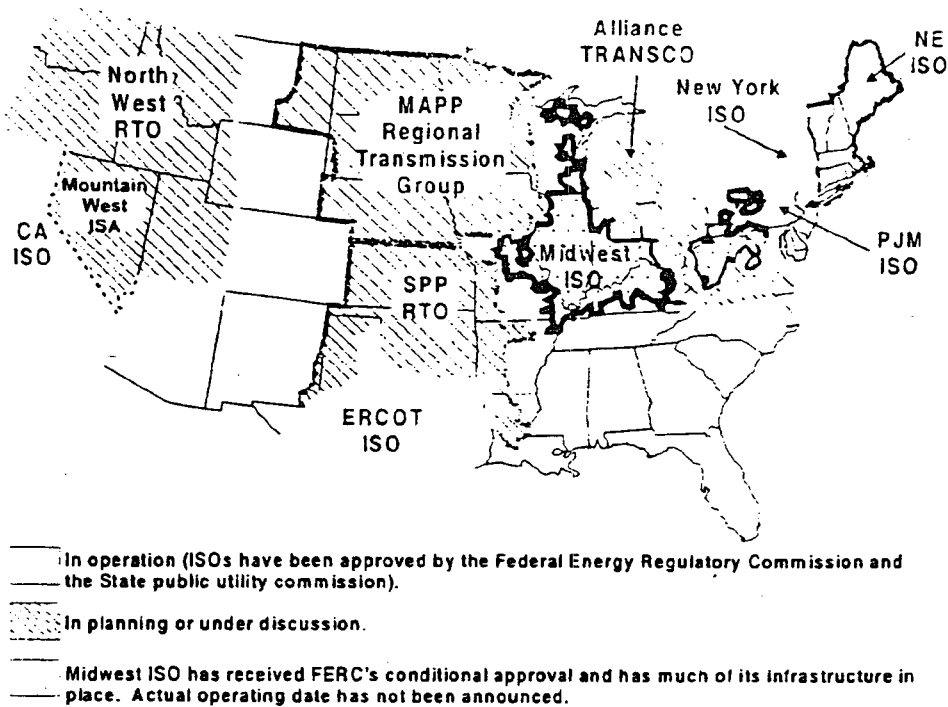 Alliance
TRANSCO
NE
ISO
New York
ISO
North
West
RTO
MAPP
Regional
Transmission
Group
Mountain
West
ISA
CA
ISO
PJM
ISO
Midwest
ISO
SPP
RTO
ERCOT
ISO
In operation (ISOs have been approved by the Federal Energy Regulatory Commission and
the State public utility commission).
In planning or under discussion.
Midwest ISO has received FERC's conditional approval and has much of its infrastructure in
place. Actual operating date has not been announced.